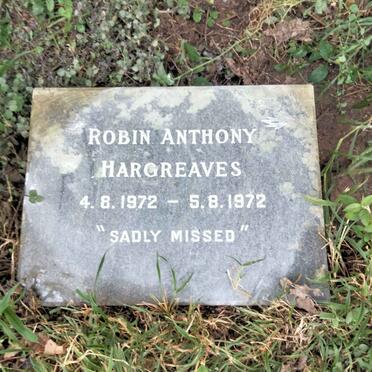 ROBIN ANTHONY
HARGREAVES
4.8.1972 - 5.8.1972
"SADLY MISSED"